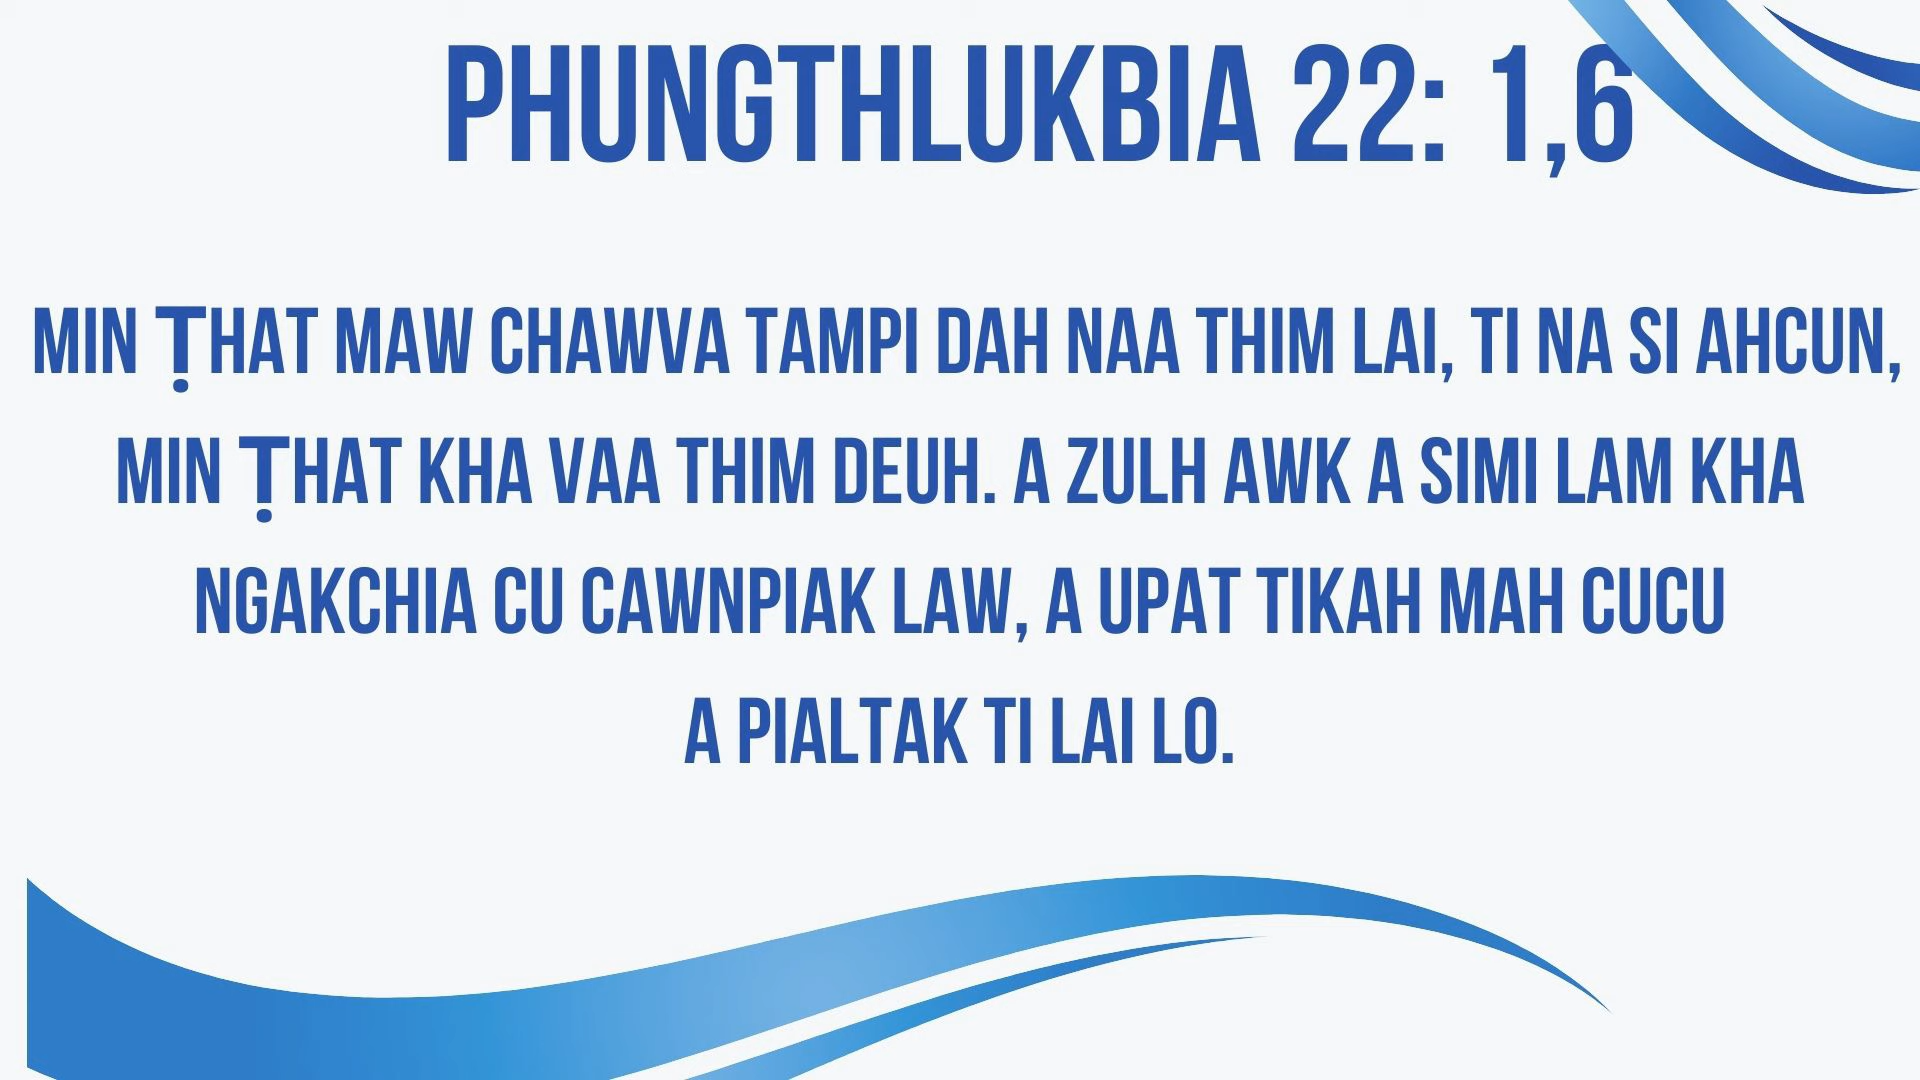 PHUNGTHLUKBIA 22: 1,6
MIN ṬHAT MAW CHAWVA TAMPI DAH NAA THIM LAI, TI NA SI AHCUN,
MIN ṬHAT KHA VAA THIM DEUH. A ZULH AWK A SIMI LAM KHA
NGAKCHIA CU CAWNPIAK LAW, A UPAT TIKAH MAH CUCU
A PIALTAK TI LAI LO.